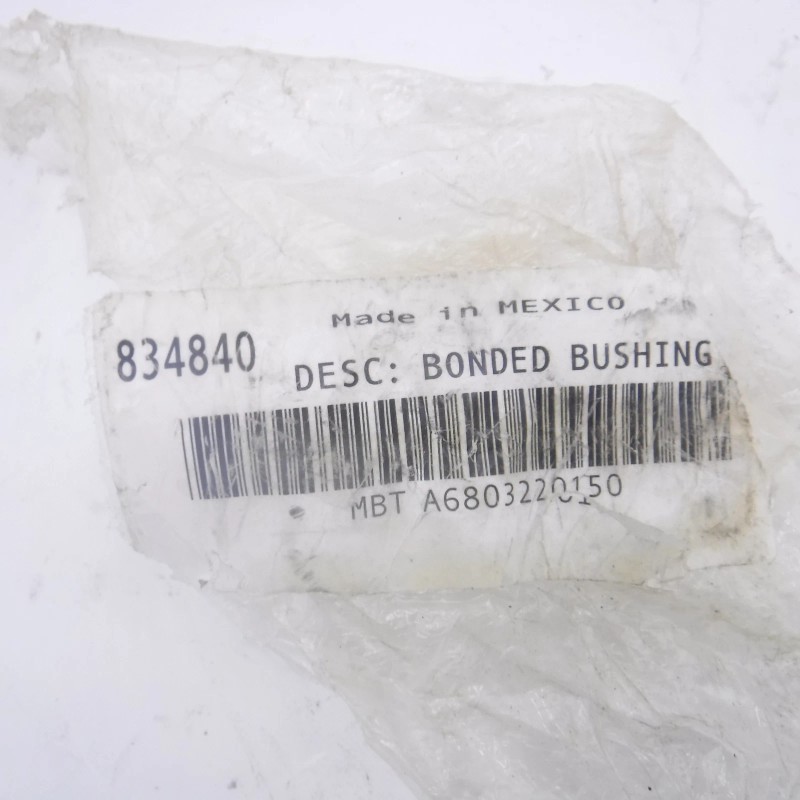 Made in MEXICO
834840
DESC: BONDED BUSHING
MBT A6803220150